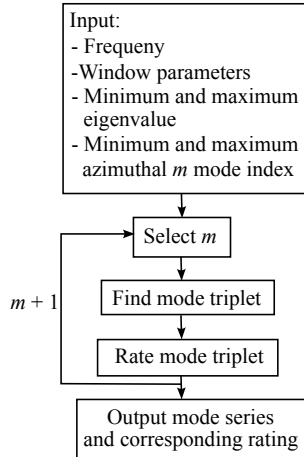 Input:
- Frequeny
-Window parameters
- Minimum and maximum
eigenvalue
- Minimum and maximum
azimuthal m mode index
Select m
m + 1
Find mode triplet
Rate mode triplet
Output mode series
and corresponding rating